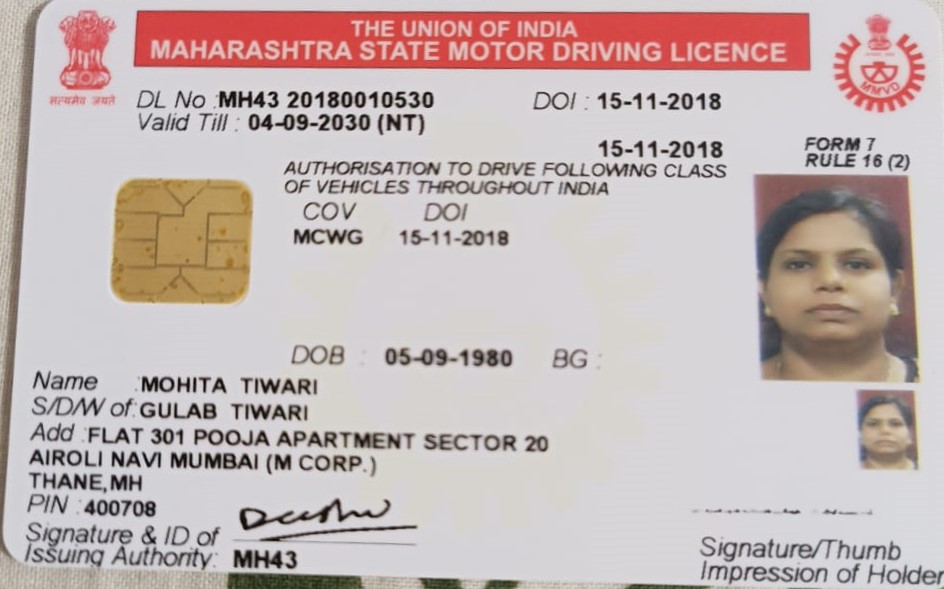 THE UNION OF INDIA
MAHARASHTRA STATE MOTOR DRIVING LICENCE
सत्यमेव जयते
MMVD
DL No : MH43 20180010530 DOI : 15-11-2018
Valid Till : 04-09-2030 (NT)
15-11-2018
FORM 7
RULE 16 (2)
AUTHORISATION TO DRIVE FOLLOWING CLASS
OF VEHICLES THROUGHOUT INDIA
COV DOI
MCWG 15-11-2018
DOB : 05-09-1980 BG :
Name : MOHITA TIWARI
S/D/W of : GULAB TIWARI
Add : FLAT 301 POOJA APARTMENT SECTOR 20
AIROLI NAVI MUMBAI (M CORP.)
THANE,MH
PIN : 400708
Signature & ID of
Issuing Authority: MH43
Signature/Thumb
Impression of Holder